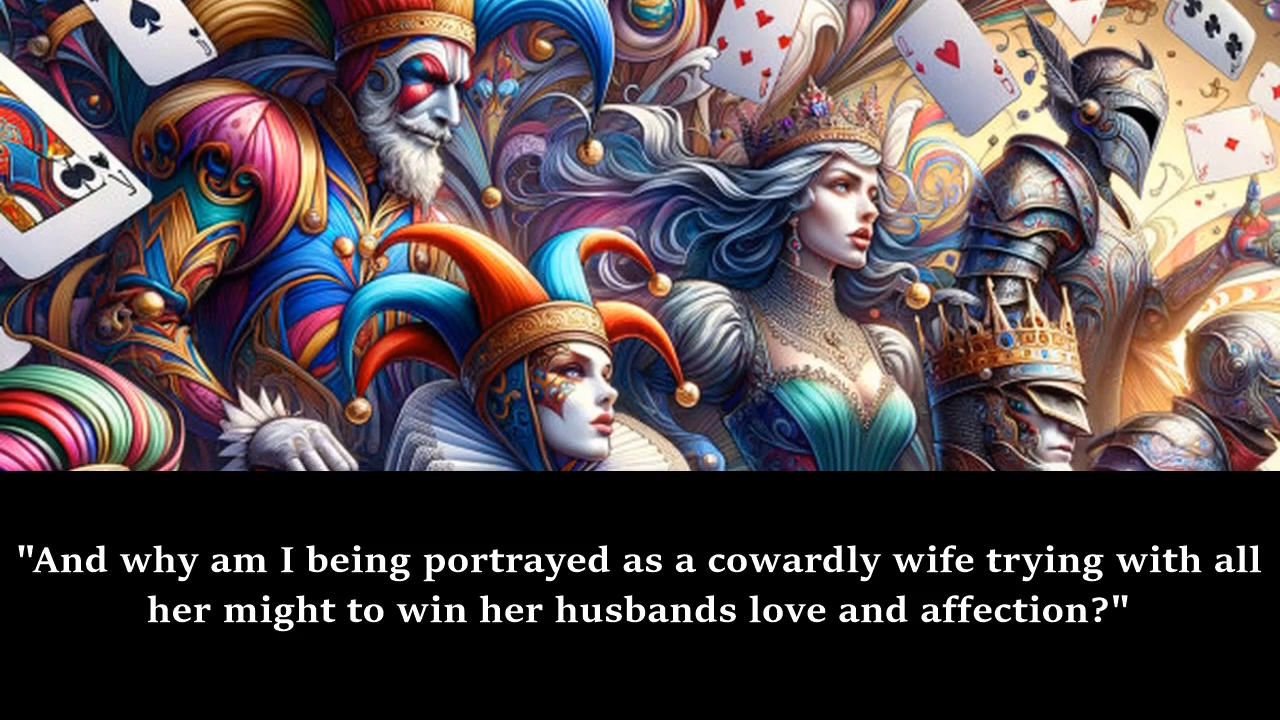 "And why am I being portrayed as a cowardly wife trying with all
her might to win her husbands love and affection?"